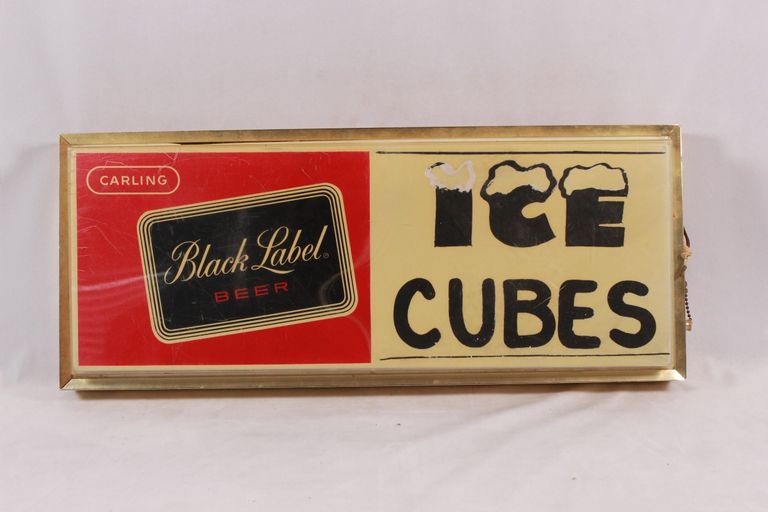 CARLING
Black Label®
BEER
ICE
CUBES